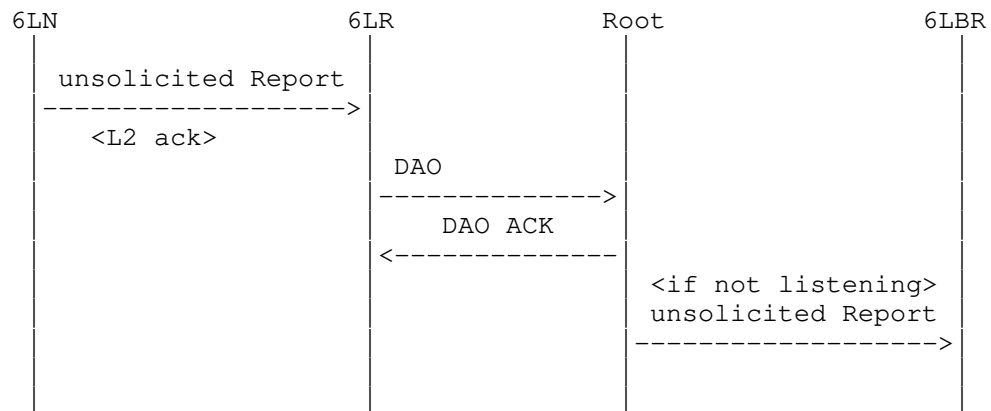 6LN 6LR Root 6LBR
unsolicited Report
<L2 ack>
DAO
DAO ACK
<if not listening>
unsolicited Report